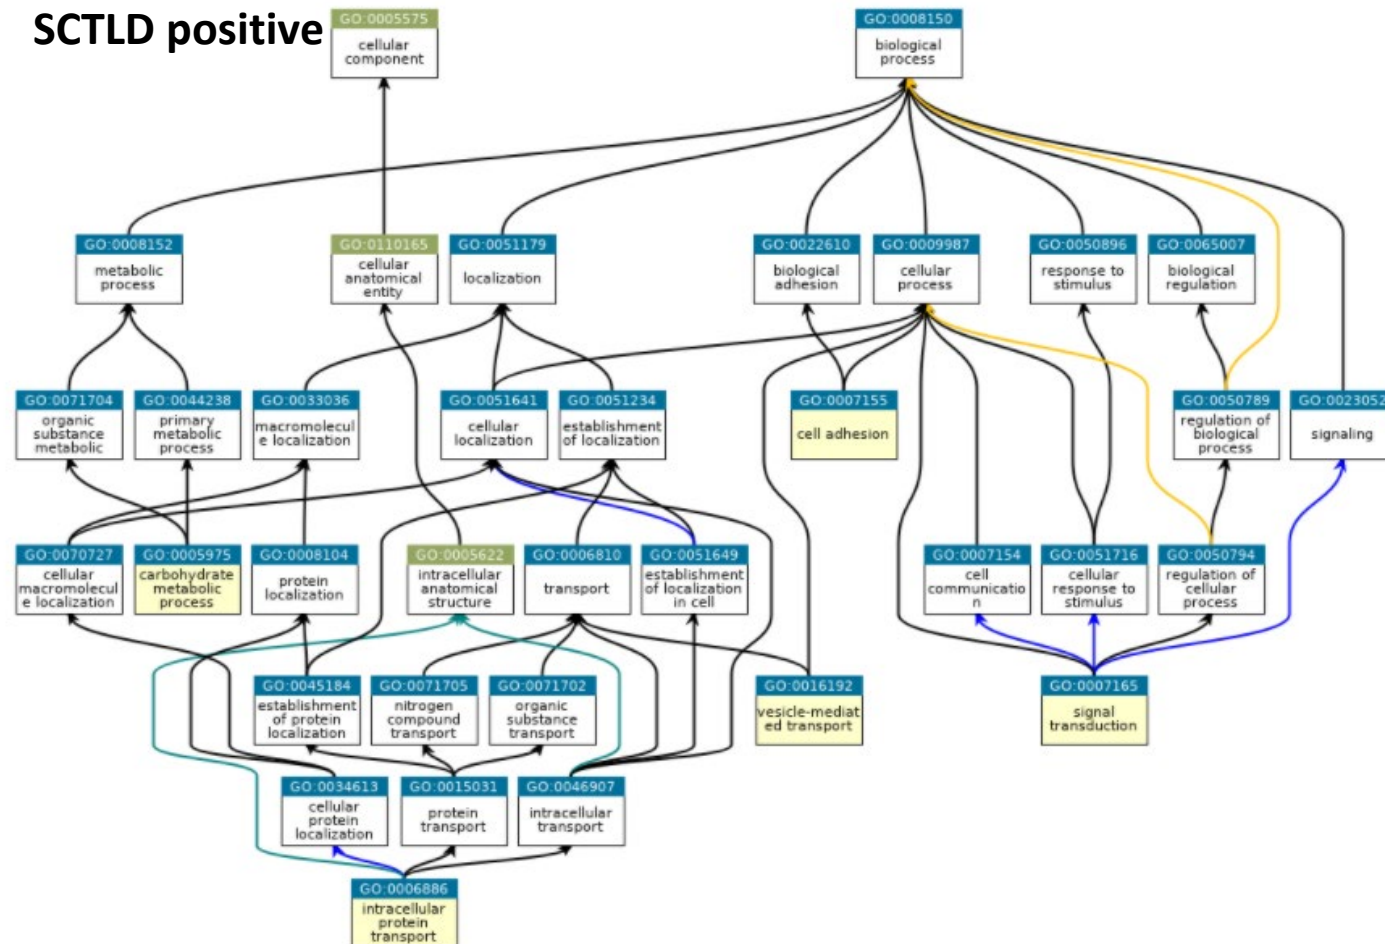 SCTLD positive
GO:0005575
cellular
component
GO:0008150
biological
process
GO:0008152
metabolic
process
GO:0110165
cellular
anatomical
entity
GO:0051179
localization
GO:0022610
biological
adhesion
GO:0009987
cellular
process
GO:0050896
response to
stimulus
GO:0065007
biological
regulation
GO:0071704
organic
substance
metabolic
GO:0044238
primary
metabolic
process
GO:0033036
macromolecul
e localization
GO:0051641
cellular
localization
GO:0051234
establishment
of localization
GO:0007155
cell adhesion
GO:0050789
regulation of
biological
process
GO:0023052
signaling
GO:0070727
cellular
macromolecul
e localization
GO:0005975
carbohydrate
metabolic
process
GO:0008104
protein
localization
GO:0005622
intracellular
anatomical
structure
GO:0006810
transport
GO:0051649
establishment
of localization
in cell
GO:0007154
cell
communicatio
n
GO:0051716
cellular
response to
stimulus
GO:0050794
regulation of
cellular
process
GO:0045184
establishment
of protein
localization
GO:0071705
nitrogen
compound
transport
GO:0071702
organic
substance
transport
GO:0016192
vesicle-mediat
ed transport
GO:0007165
signal
transduction
GO:0034613
cellular
protein
localization
GO:0015031
protein
transport
GO:0046907
intracellular
transport
GO:0006886
intracellular
protein
transport